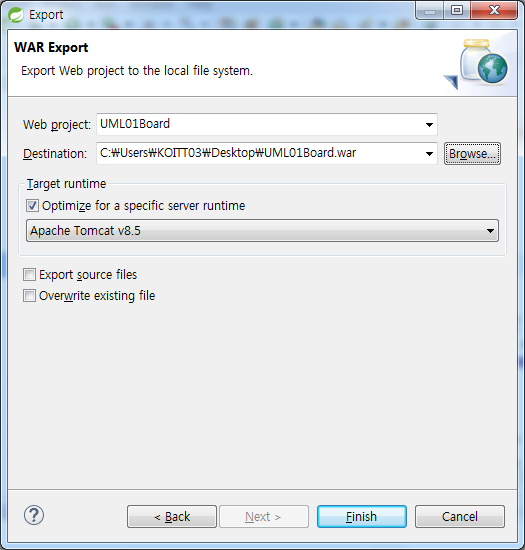 Export
WAR Export
Export Web project to the local file system.
Web project: UML01Board
Destination: C:₩Users₩KOITT03₩Desktop₩UML01Board.war Browse...
Target runtime
Optimize for a specific server runtime
Apache Tomcat v8.5
Export source files
Overwrite existing file
? < Back Next > Finish Cancel